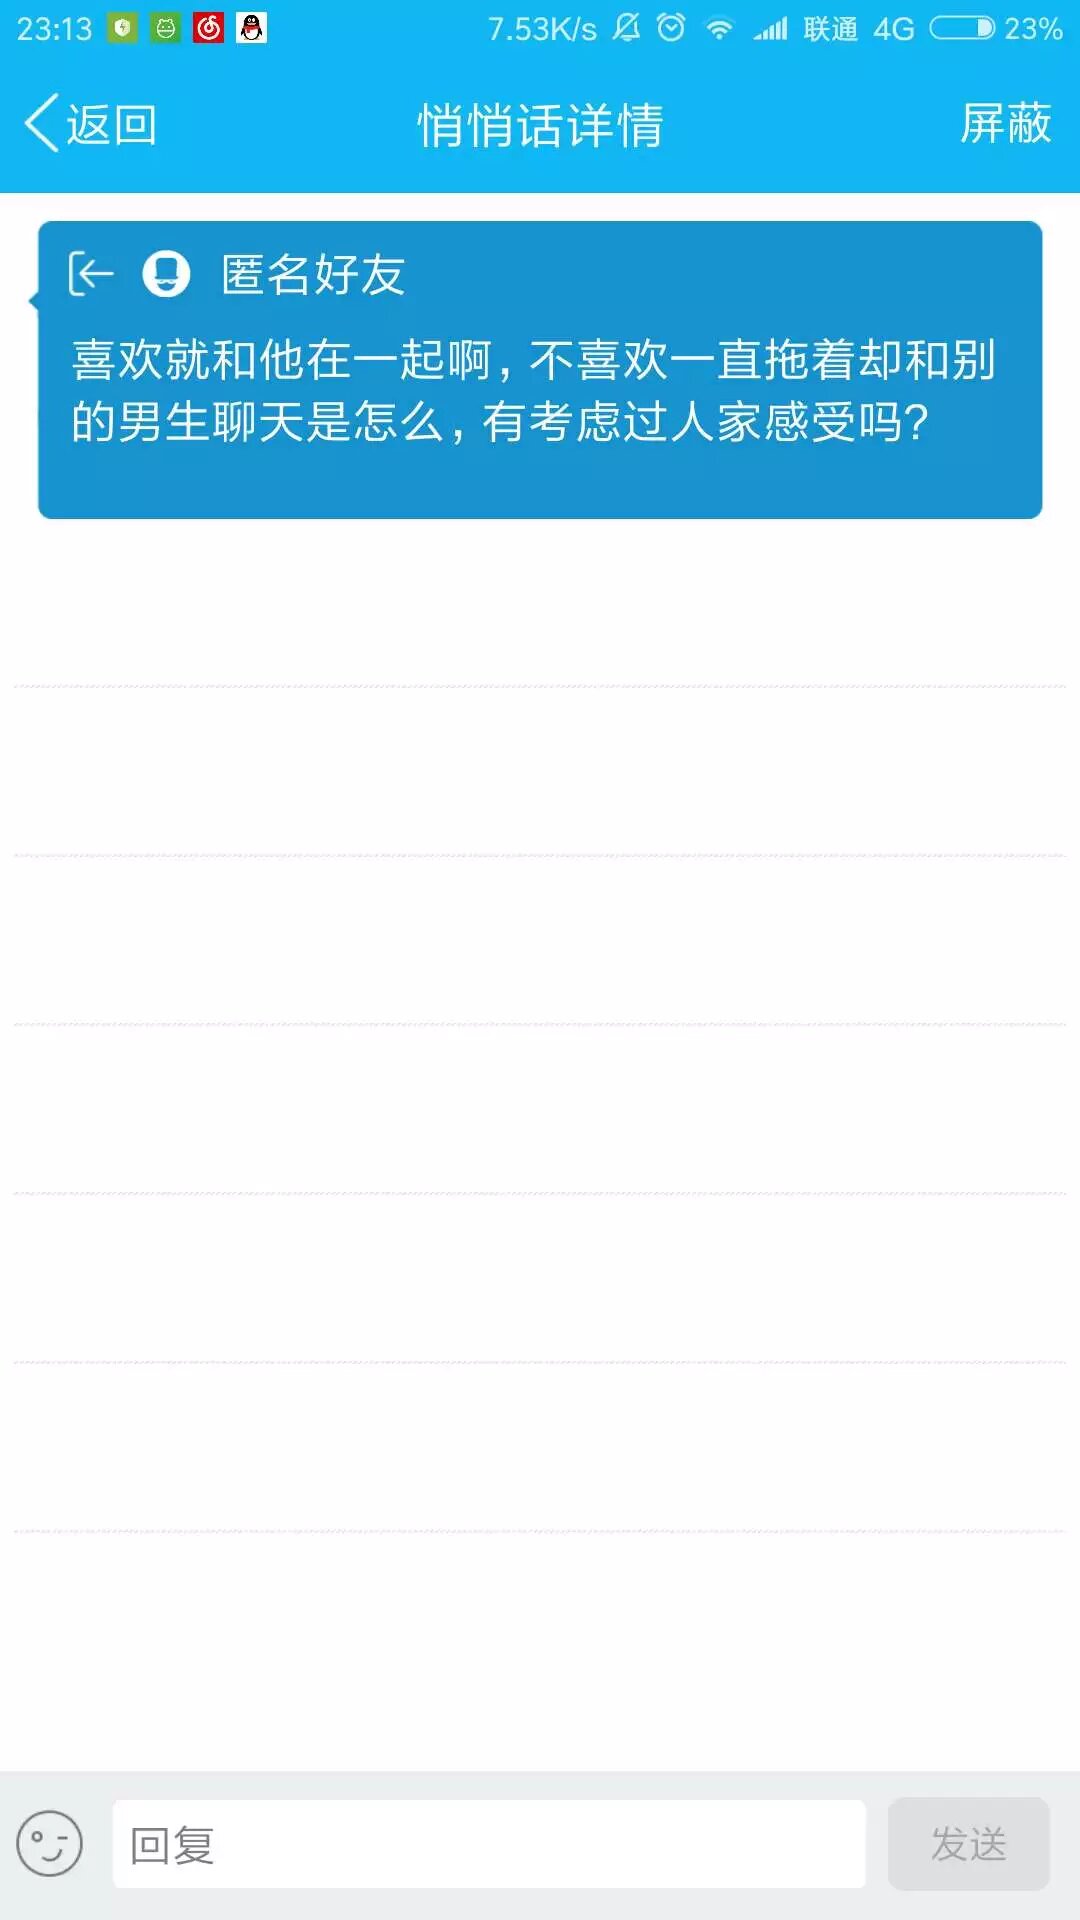 23:13 7.53K/s 联通 4G 23%
返回 悄悄话详情 屏蔽
匿名好友
喜欢就和他在一起啊，不喜欢一直拖着却和别
的男生聊天是怎么，有考虑过人家感受吗？
回复 发送